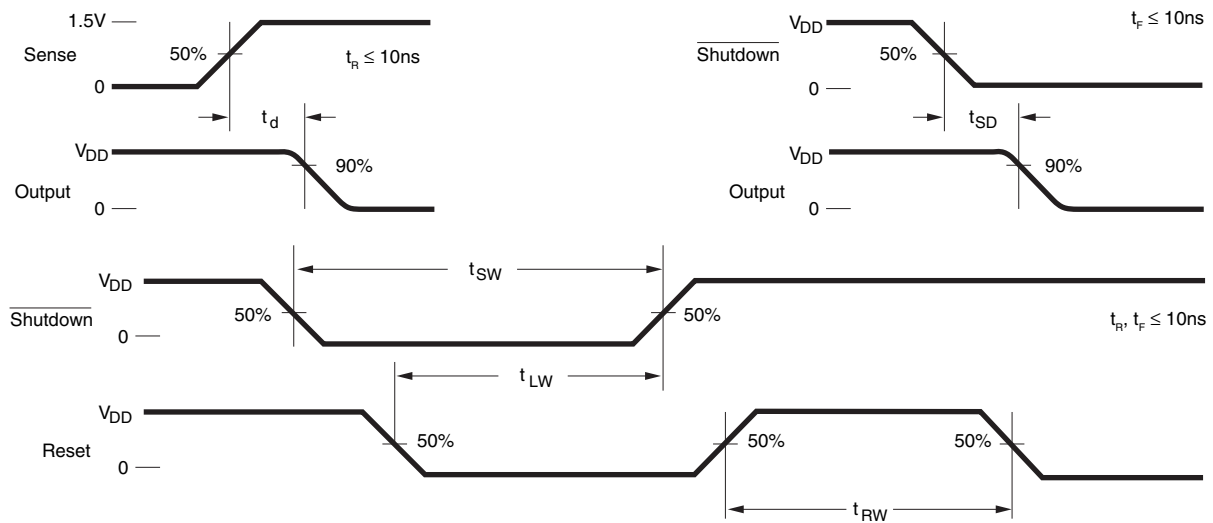 1.5V
Sense
50%
0
t_R ≤ 10ns
t_d
V_DD
Output
90%
0
V_DD
Shutdown
50%
0
t_F ≤ 10ns
t_SD
V_DD
Output
90%
0
V_DD
Shutdown
50%
0
t_SW
50%
t_R, t_F ≤ 10ns
t_LW
V_DD
Reset
50%
50%
50%
0
t_RW